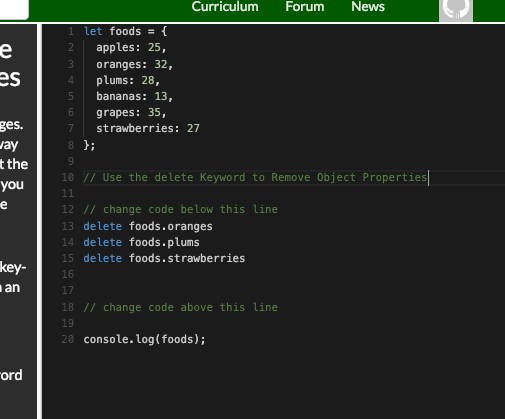 Curriculum Forum News
e
es
ges.
way
t the
you
e
key-
n an
ord
1 let foods = {
2 apples: 25,
3 oranges: 32,
4 plums: 28,
5 bananas: 13,
6 grapes: 35,
7 strawberries: 27
8 };
9
10 // Use the delete Keyword to Remove Object Properties
11
12 // change code below this line
13 delete foods.oranges
14 delete foods.plums
15 delete foods.strawberries
16
17
18 // change code above this line
19
20 console.log(foods);